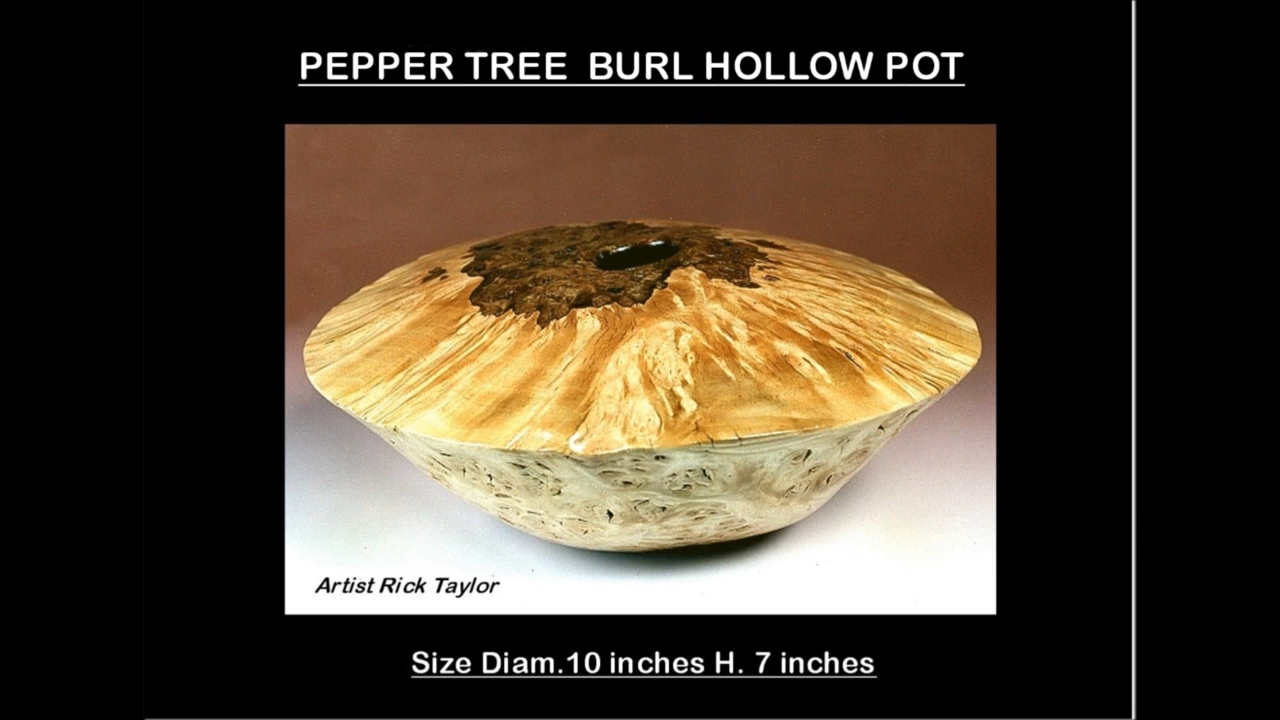 PEPPER TREE BURL HOLLOW POT
Artist Rick Taylor
Size Diam.10 inches H. 7 inches